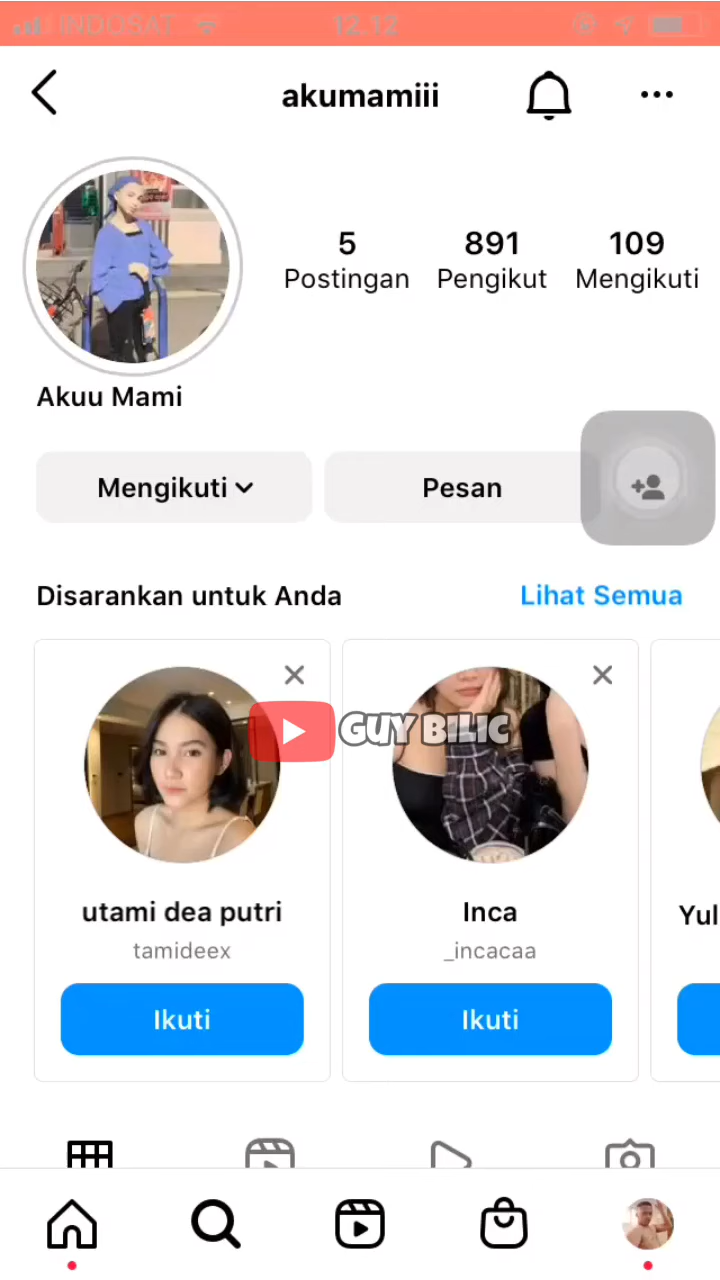 INDOSAT 12.12
akumamiii
5 891 109
Postingan Pengikut Mengikuti
Akuu Mami
Mengikuti Pesan
Disarankan untuk Anda Lihat Semua
GUY BILIC
utami dea putri Inca Yul
tamideex _incacaa
Ikuti Ikuti